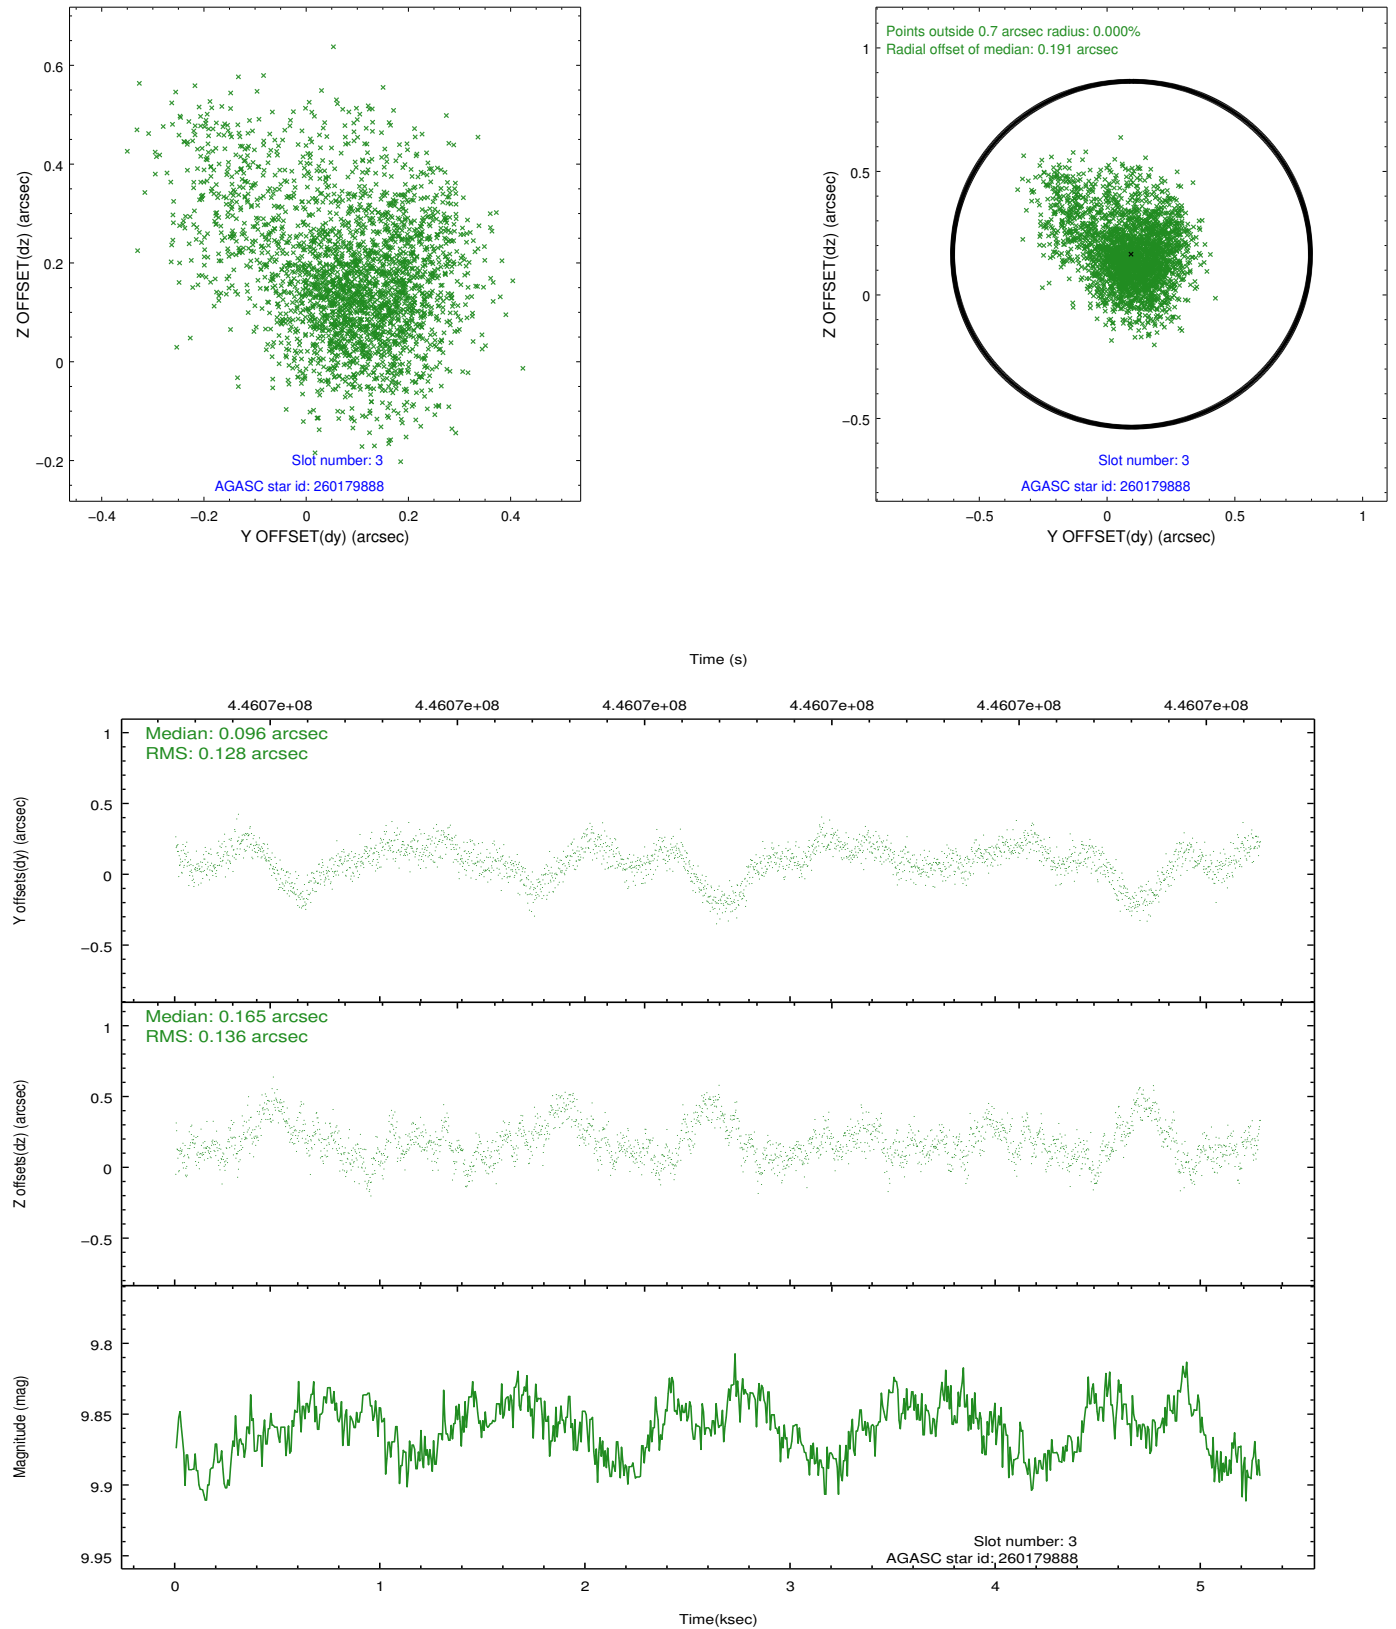 0.6
0.4
0.2
0
−0.2
Z OFFSET(dz) (arcsec)
Slot number: 3
AGASC star id: 260179888
−0.4 −0.2 0 0.2 0.4
Y OFFSET(dy) (arcsec)
Points outside 0.7 arcsec radius: 0.000%
Radial offset of median: 0.191 arcsec
1
0.5
0
−0.5
Z OFFSET(dz) (arcsec)
Slot number: 3
AGASC star id: 260179888
−0.5 0 0.5 1
Y OFFSET(dy) (arcsec)
Time (s)
4.4607e+08 4.4607e+08 4.4607e+08 4.4607e+08 4.4607e+08 4.4607e+08
Median: 0.096 arcsec
RMS: 0.128 arcsec
1
0.5
0
−0.5
Y offsets(dy) (arcsec)
Median: 0.165 arcsec
RMS: 0.136 arcsec
1
0.5
0
−0.5
Z offsets(dz) (arcsec)
9.8
9.85
9.9
9.95
Magnitude (mag)
Slot number: 3
AGASC star id: 260179888
0 1 2 3 4 5
Time(ksec)